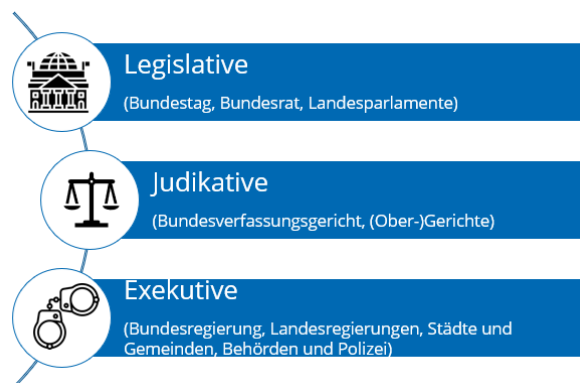 Legislative
(Bundestag, Bundesrat, Landesparlamente)
Judikative
(Bundesverfassungsgericht, (Ober-)Gerichte)
Exekutive
(Bundesregierung, Landesregierungen, Städte und
Gemeinden, Behörden und Polizei)